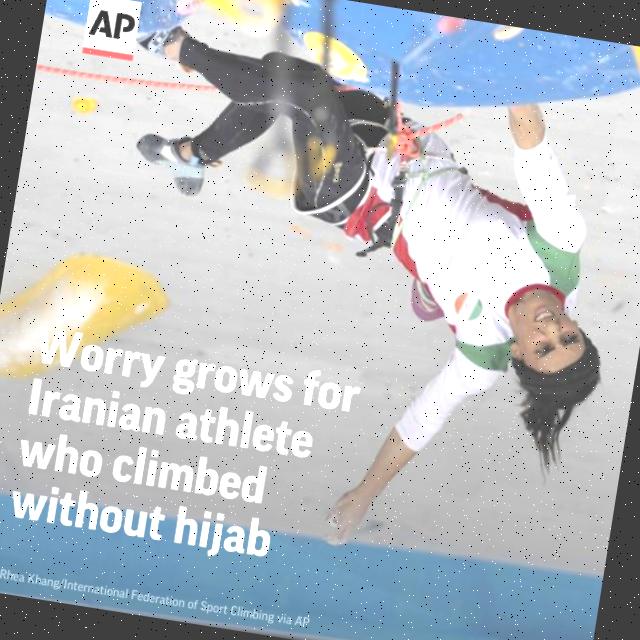 AP
Worry grows for
Iranian athlete
who climbed
without hijab
Rhea Khang/International Federation of Sport Climbing via AP